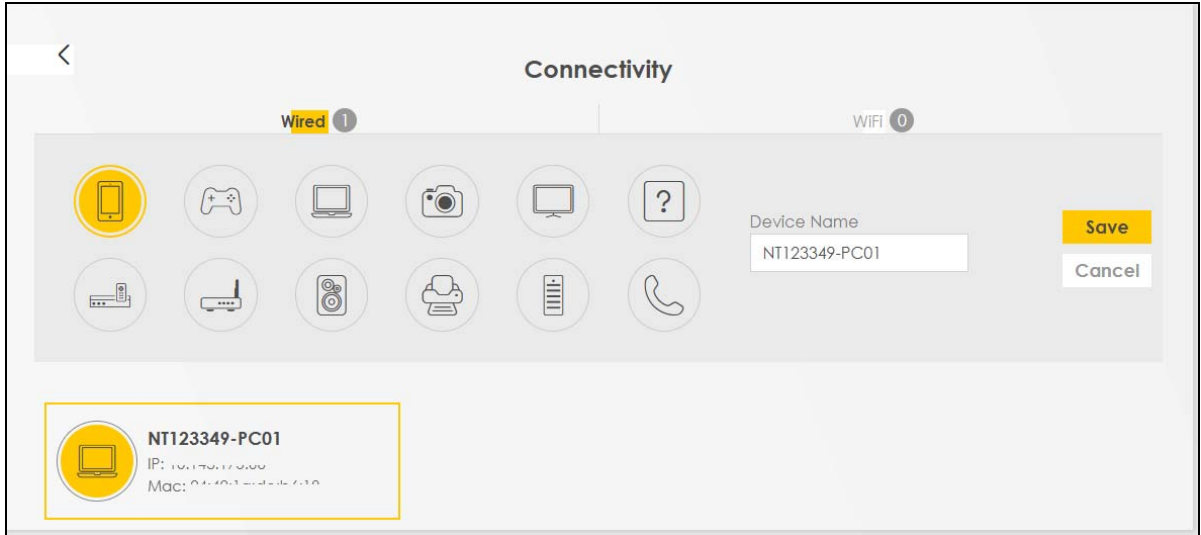 Connectivity
Wired 1
WiFi 0
?
Device Name
NT123349-PC01
Save
Cancel
NT123349-PC01
IP:
Mac: